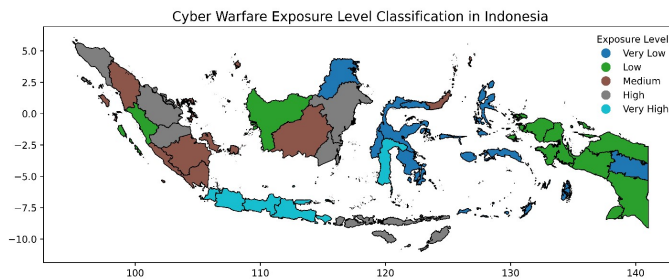 Cyber Warfare Exposure Level Classification in Indonesia
Exposure Level
Very Low
Low
Medium
High
Very High
5.0
2.5
0.0
−2.5
−5.0
−7.5
−10.0
100
110
120
130
140